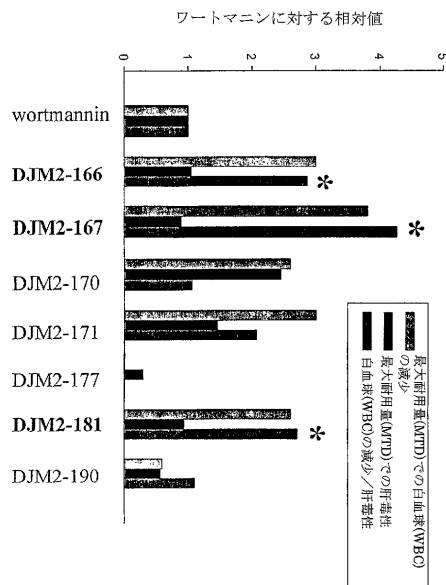 ワートマニンに対する相対値
0
1
2
3
4
5
wortmannin
DJM2-166
*
DJM2-167
*
DJM2-170
DJM2-171
DJM2-177
DJM2-181
*
DJM2-190
最大耐用量(MTD)での白血球(WBC)
の減少
最大耐用量(MTD)での肝毒性
白血球(WBC)の減少/肝毒性